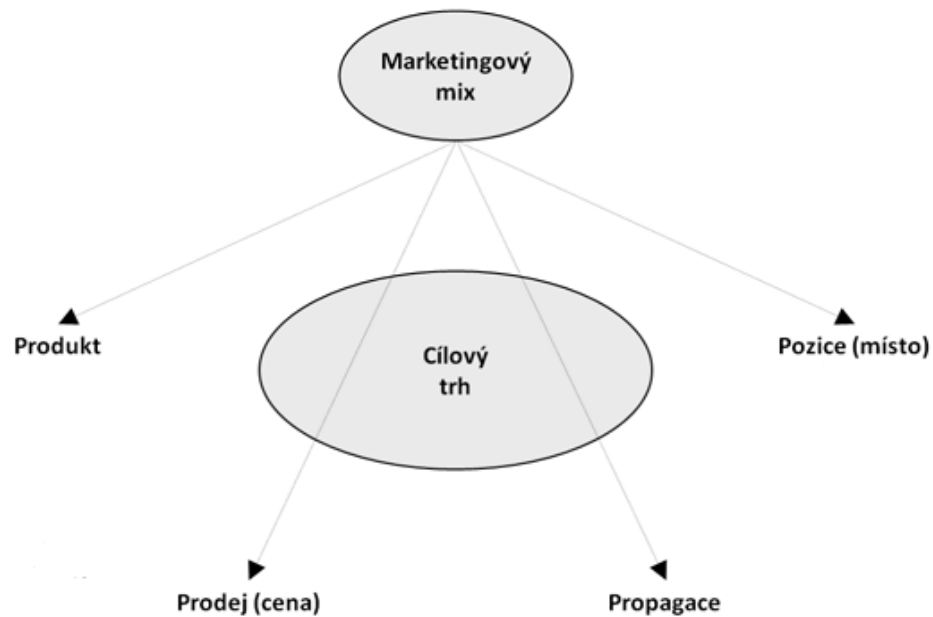 Marketingový
mix
Produkt
Cílový
trh
Pozice (místo)
Prodej (cena)
Propagace